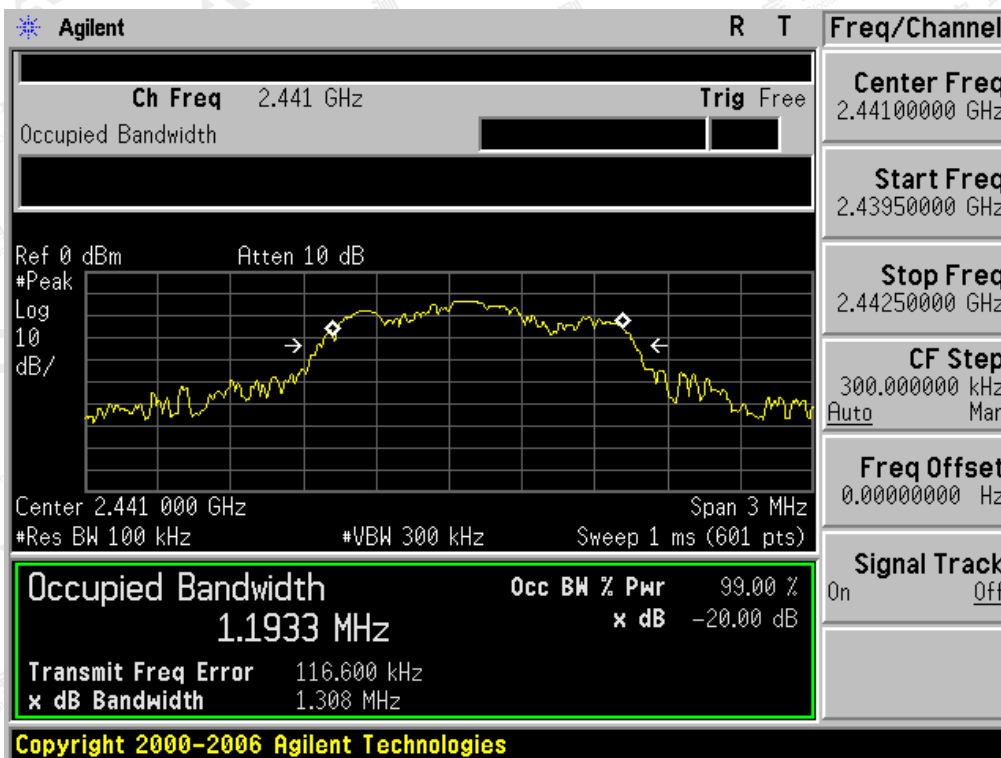 Agilent R T
Ch Freq 2.441 GHz Trig Free
Occupied Bandwidth
Ref 0 dBm Atten 10 dB
#Peak
Log
10
dB/
Center 2.441 000 GHz Span 3 MHz
#Res BW 100 kHz #VBW 300 kHz Sweep 1 ms (601 pts)
Occupied Bandwidth Occ BW % Pwr 99.00 %
1.1933 MHz x dB -20.00 dB
Transmit Freq Error 116.600 kHz
x dB Bandwidth 1.308 MHz
Copyright 2000-2006 Agilent Technologies
Freq/Channel
Center Freq
2.44100000 GHz
Start Freq
2.43950000 GHz
Stop Freq
2.44250000 GHz
CF Step
300.000000 kHz
Auto Man
Freq Offset
0.00000000 Hz
Signal Track
On Off